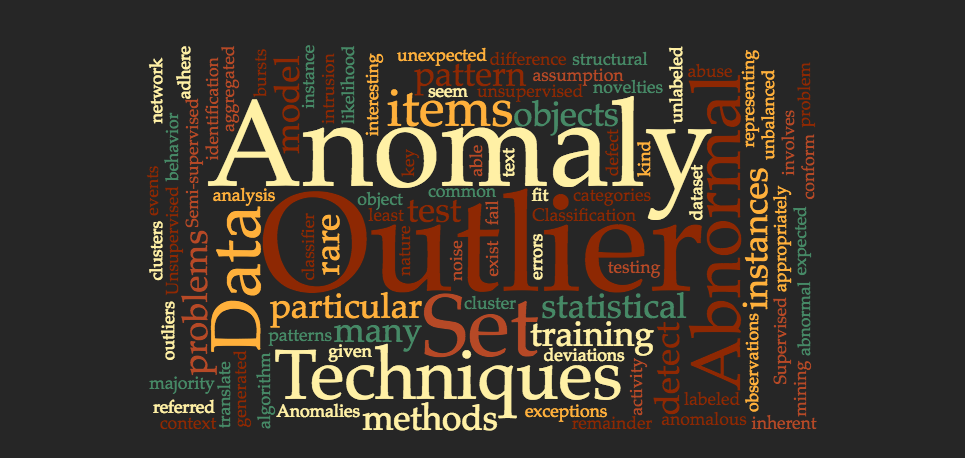 network
adhere
identification
aggregated
bursts
model
instance
intrusion
likelihood
interesting
unexpected
difference
structural
pattern
assumption
seem
unsupervised
novelties
unlabeled
abuse
representing
unbalanced
problem
items
objects
Anomaly
key
able
text
defect
kind
dataset
Abnormal
involves
conform
behavior
Semi-supervised
Unsupervised
events
clusters
analysis
object
common
fit
categories
least
test
fail
Classification
Outlier
classifier
rare
nature
noise
exist
errors
testing
Data
problems
outliers
instances
appropriately
expected
particular
Set
cluster
statistical
patterns
many
training
given
deviations
Techniques
detect
activity
observations
Supervised
abnormal
mining
majority
translate
generated
algorithm
referred
context
Anomalies
methods
exceptions
remainder
labeled
anomalous
inherent